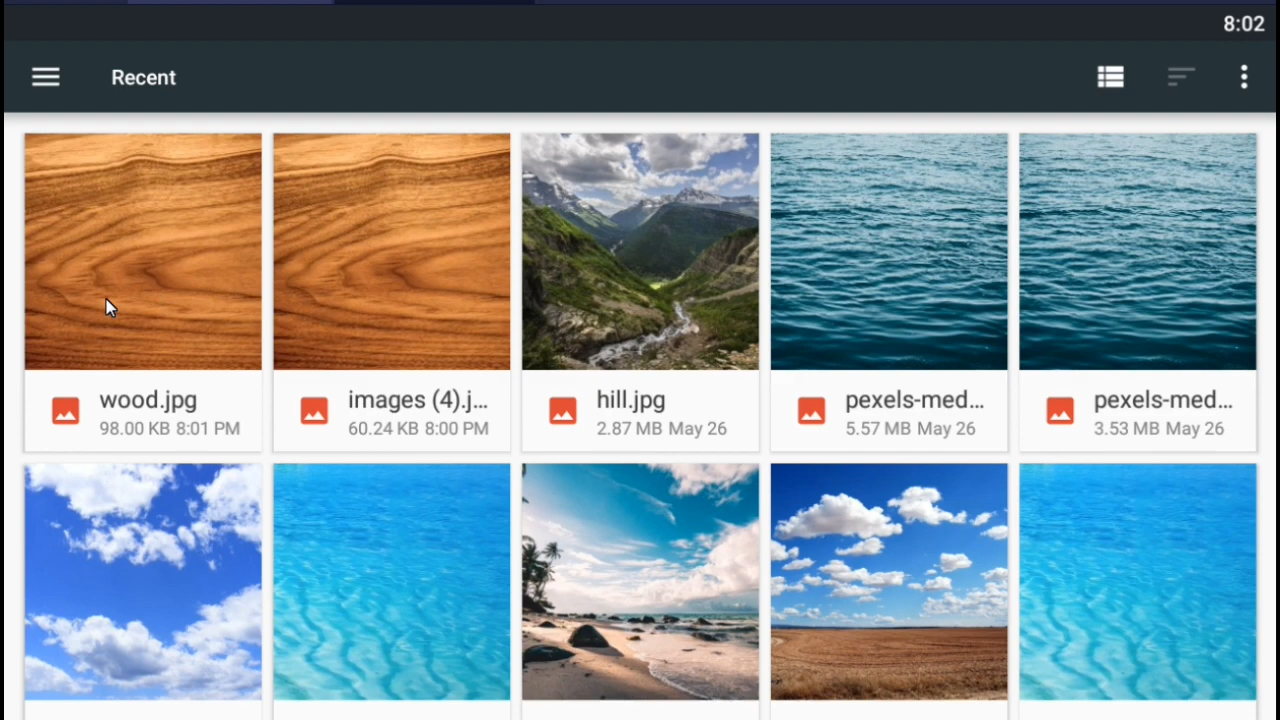 8:02
Recent
wood.jpg
98.00 KB 8:01 PM
images (4).j...
60.24 KB 8:00 PM
hill.jpg
2.87 MB May 26
pexels-med...
5.57 MB May 26
pexels-med...
3.53 MB May 26